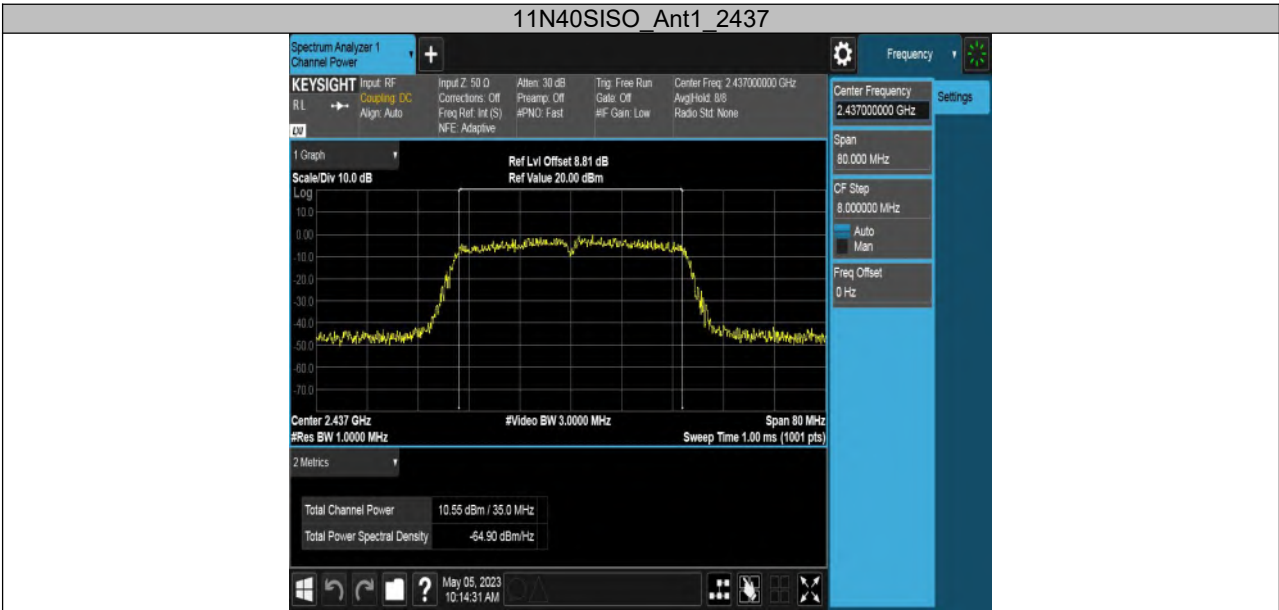 11N40SISO_Ant1_2437
Spectrum Analyzer 1
Channel Power
+
Frequency
KEYSIGHT Input: RF
Coupling: DC
Align: Auto
RL
Input Z: 50 Ω
Corrections: Off
Freq Ref: Int (S)
NFE: Adaptive
Atten: 30 dB
Preamp: Off
#PNO: Fast
Trig: Free Run
Gate: Off
#IF Gain: Low
Center Freq: 2.437000000 GHz
Avg|Hold: 8/8
Radio Std: None
Center Frequency
2.437000000 GHz
Settings
Span
80.000 MHz
CF Step
8.000000 MHz
Auto
Man
Freq Offset
0 Hz
1 Graph
Scale/Div 10.0 dB
Ref Lvl Offset 8.81 dB
Ref Value 20.00 dBm
Log
10.0
0.00
-10.0
-20.0
-30.0
-40.0
-50.0
-60.0
-70.0
Center 2.437 GHz
#Video BW 3.0000 MHz
Span 80 MHz
#Res BW 1.0000 MHz
Sweep Time 1.00 ms (1001 pts)
2 Metrics
Total Channel Power 10.55 dBm / 35.0 MHz
Total Power Spectral Density -64.90 dBm/Hz
?
May 05, 2023
10:14:31 AM